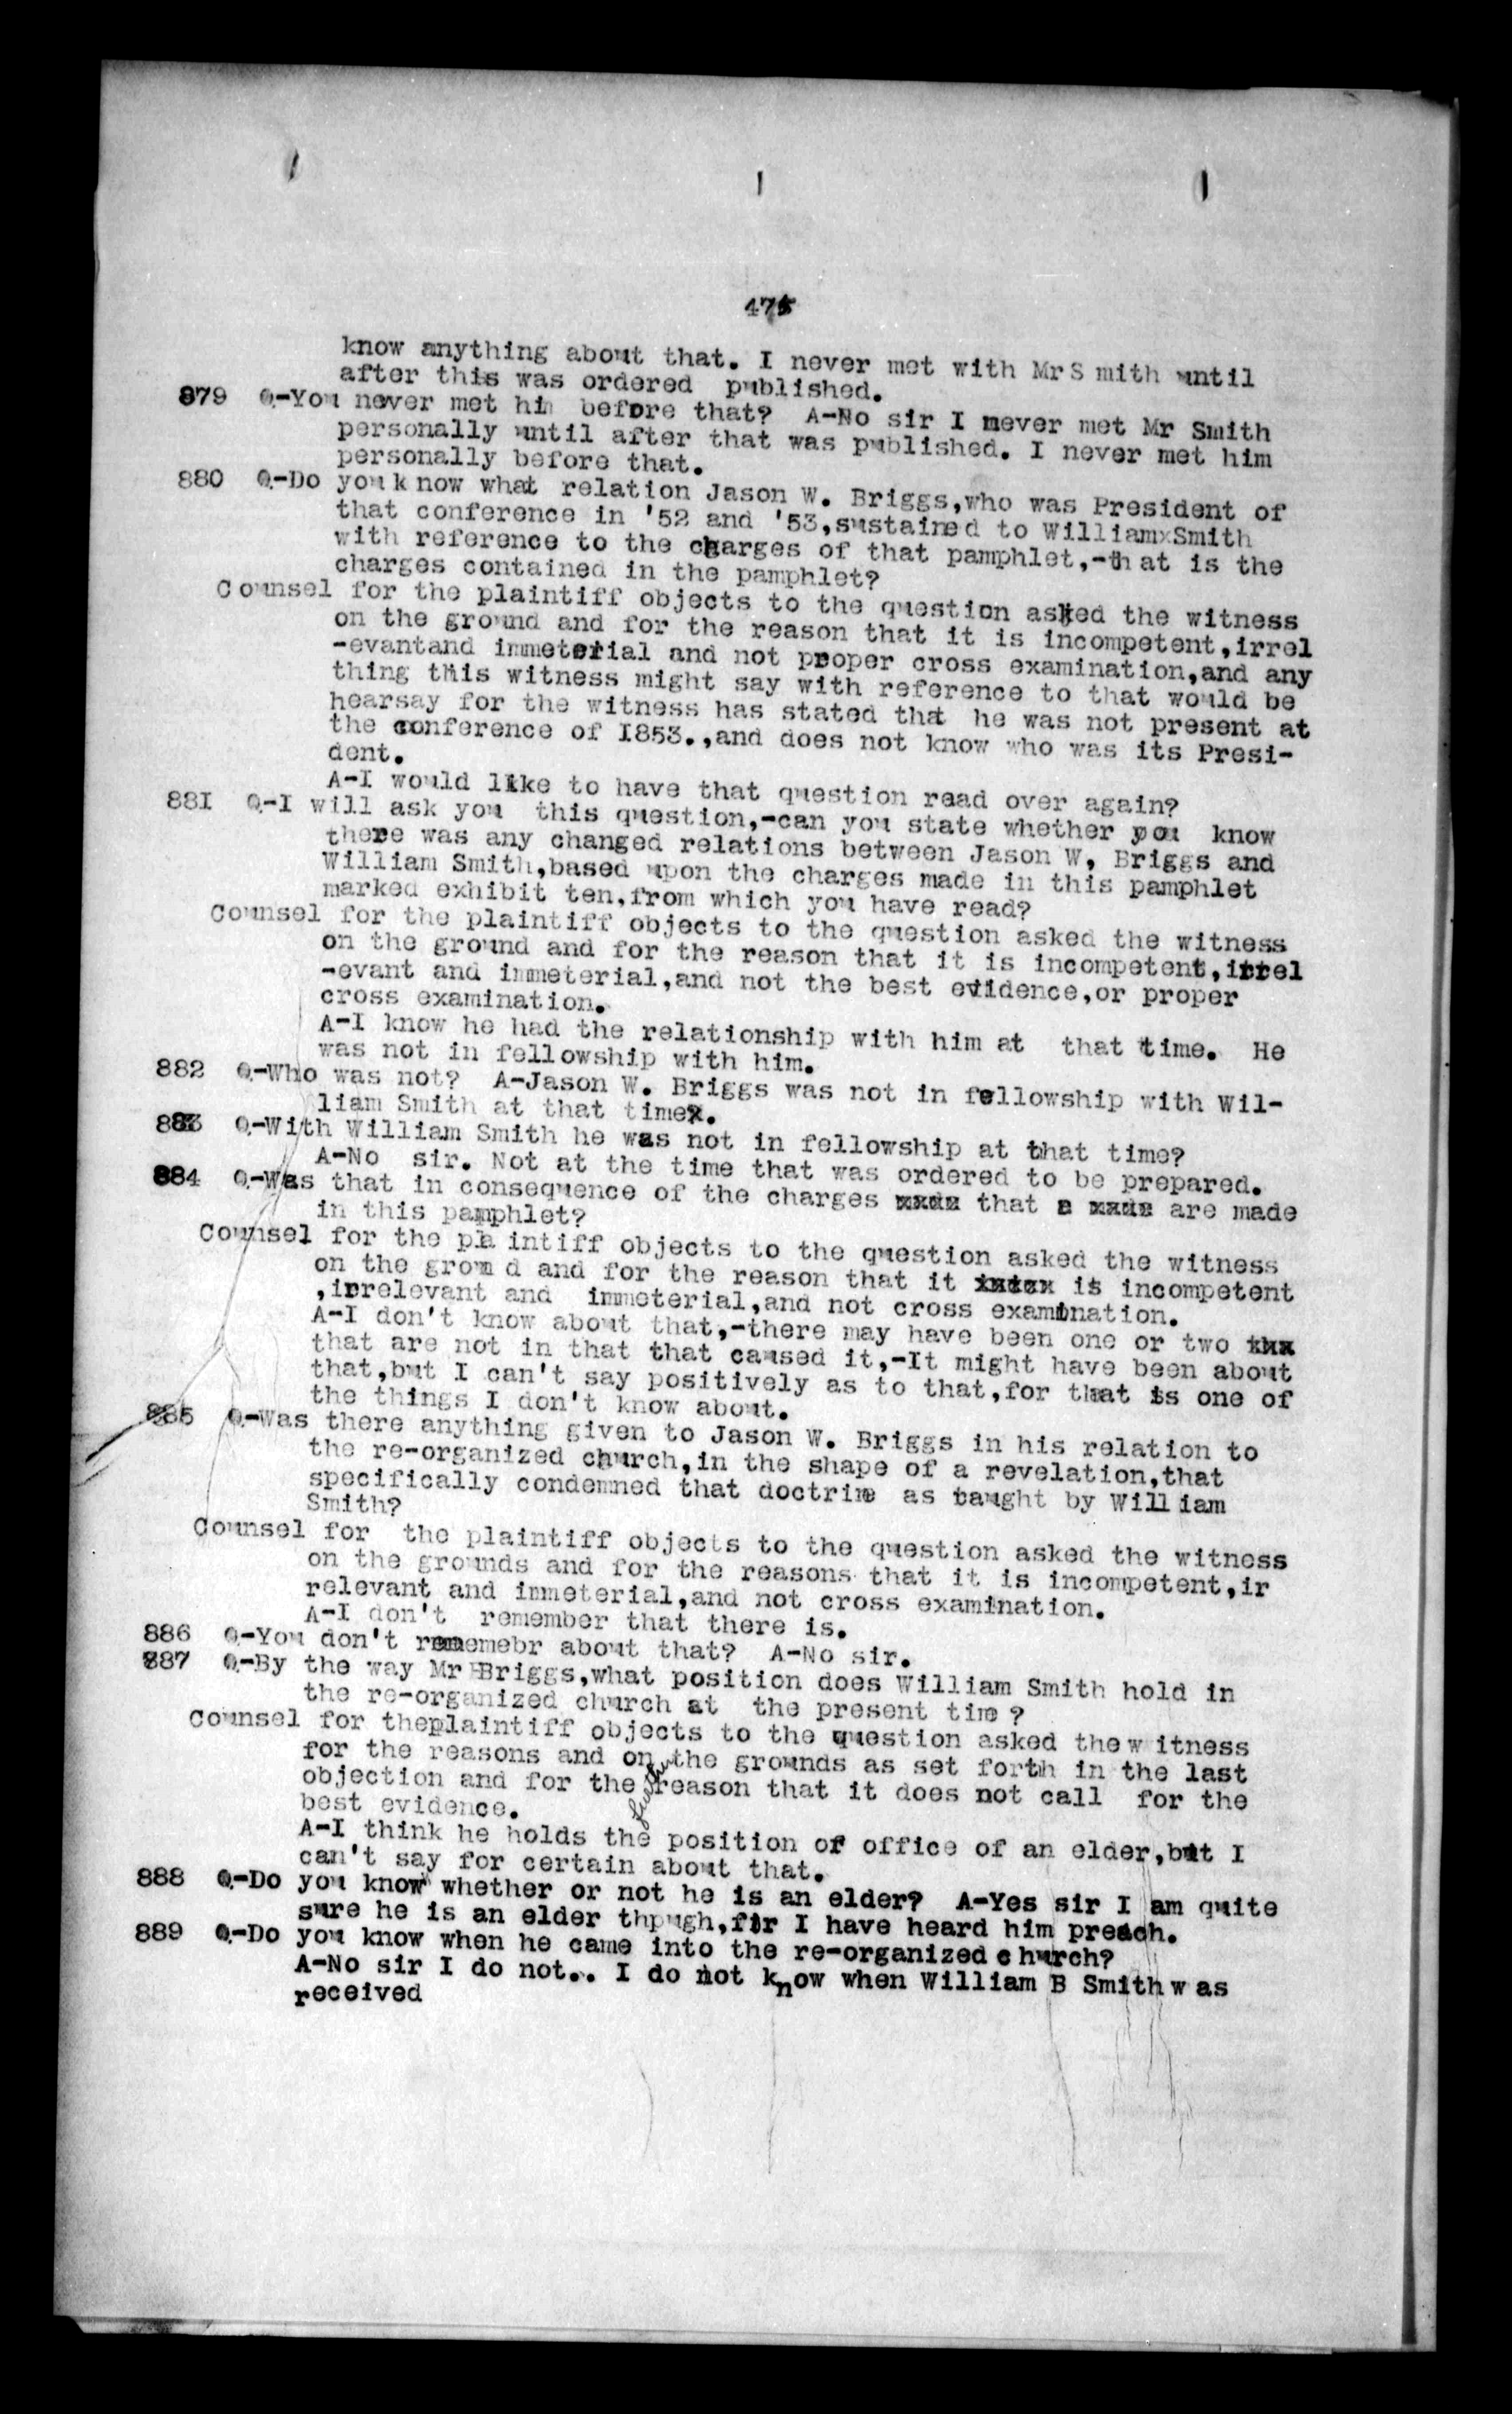 475
know anything about that. I never met with Mr S mith until
after this was ordered published.
879 Q-You never met him before that? A-No sir I never met Mr Smith
personally until after that was published. I never met him
personally before that.
880 Q-Do you k now what relation Jason W. Briggs,who was President of
that conference in '52 and '53,sustained to WilliamxSmith
with reference to the charges of that pamphlet,-th at is the
charges contained in the pamphlet?
Counsel for the plaintiff objects to the question asked the witness
on the ground and for the reason that it is incompetent,irrel
-evantand immeterial and not proper cross examination,and any
thing this witness might say with reference to that would be
hearsay for the witness has stated that he was not present at
the conference of I853.,and does not know who was its Presi-
dent.
A-I would like to have that question read over again?
88I Q-I will ask you this question,-can you state whether you know
there was any changed relations between Jason W, Briggs and
William Smith,based upon the charges made in this pamphlet
marked exhibit ten,from which you have read?
Counsel for the plaintiff objects to the question asked the witness
on the ground and for the reason that it is incompetent,irrel
-evant and immeterial,and not the best evidence,or proper
cross examination.
A-I know he had the relationship with him at that time. He
was not in fellowship with him.
882 Q-Who was not? A-Jason W. Briggs was not in fellowship with Wil-
liam Smith at that timex.
883 Q-With William Smith he was not in fellowship at that time?
A-No sir. Not at the time that was ordered to be prepared.
884 Q-Was that in consequence of the charges that are made
in this pamphlet?
Counsel for the pla intiff objects to the question asked the witness
on the groun d and for the reason that it is incompetent
,irrelevant and immeterial,and not cross examination.
A-I don't know about that,-there may have been one or two
that are not in that that caused it,-It might have been about
that,but I can't say positively as to that,for that is one of
the things I don't know about.
885 Q-Was there anything given to Jason W. Briggs in his relation to
the re-organized church,in the shape of a revelation,that
specifically condemned that doctrine as taught by William
Smith?
Counsel for the plaintiff objects to the question asked the witness
on the grounds and for the reasons that it is incompetent,ir
relevant and immeterial,and not cross examination.
A-I don't remember that there is.
886 Q-You don't rememebr about that? A-No sir.
887 Q-By the way Mr Briggs,what position does William Smith hold in
the re-organized church at the present time ?
Counsel for theplaintiff objects to the question asked the w itness
for the reasons and on the grounds as set forth in the last
objection and for the further reason that it does not call for the
best evidence.
A-I think he holds the position or office of an elder,but I
can't say for certain about that.
888 Q-Do you know whether or not he is an elder? A-Yes sir I am quite
sure he is an elder thpugh,for I have heard him preach.
889 Q-Do you know when he came into the re-organized church?
A-No sir I do not.. I do not know when William B Smith w as
received